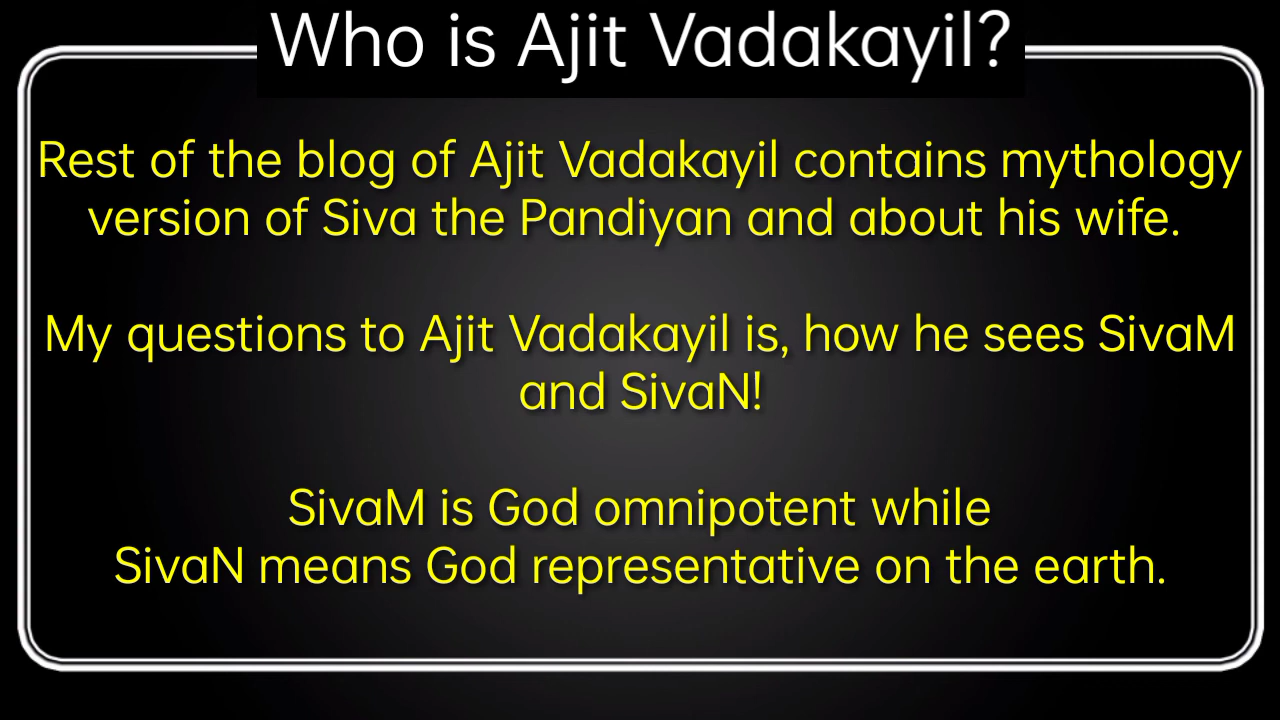 Who is Ajit Vadakayil?
Rest of the blog of Ajit Vadakayil contains mythology
version of Siva the Pandiyan and about his wife.
My questions to Ajit Vadakayil is, how he sees SivaM
and SivaN!
SivaM is God omnipotent while
SivaN means God representative on the earth.